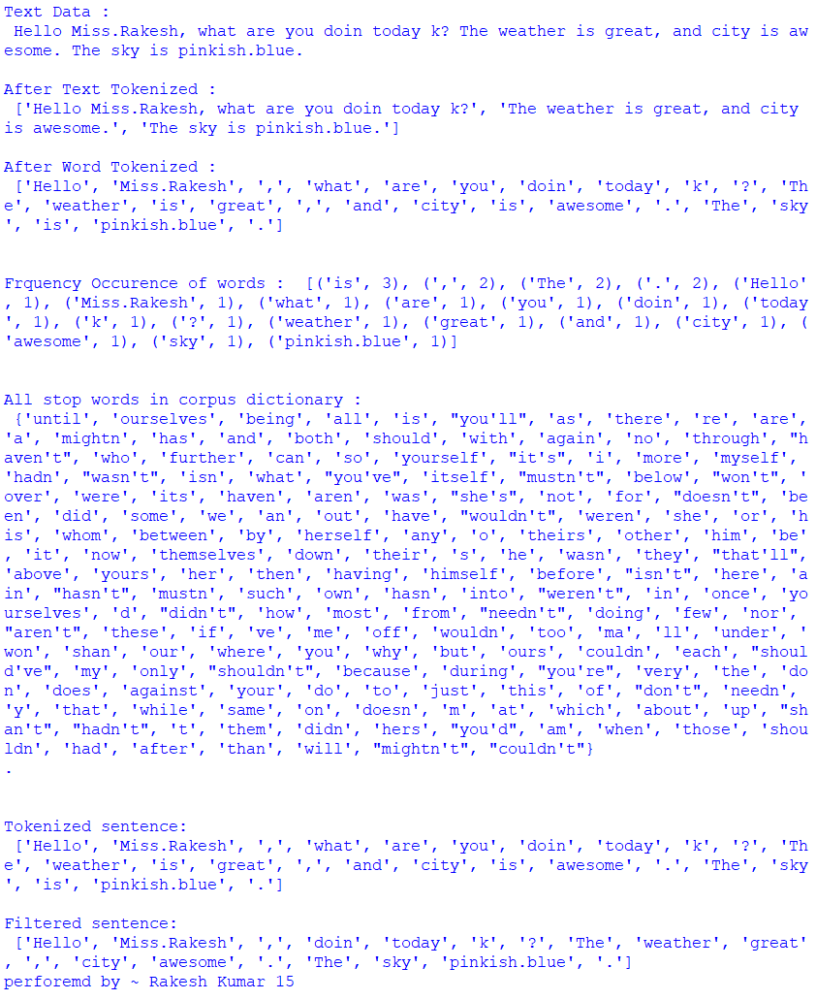 Text Data :
 Hello Miss.Rakesh, what are you doin today k? The weather is great, and city is aw
esome. The sky is pinkish.blue.

After Text Tokenized :
 ['Hello Miss.Rakesh, what are you doin today k?', 'The weather is great, and city
is awesome.', 'The sky is pinkish.blue.']

After Word Tokenized :
 ['Hello', 'Miss.Rakesh', ',', 'what', 'are', 'you', 'doin', 'today', 'k', '?', 'Th
e', 'weather', 'is', 'great', ',', 'and', 'city', 'is', 'awesome', '.', 'The', 'sky
', 'is', 'pinkish.blue', '.']


Frquency Occurence of words :  [('is', 3), (',', 2), ('The', 2), ('.', 2), ('Hello'
, 1), ('Miss.Rakesh', 1), ('what', 1), ('are', 1), ('you', 1), ('doin', 1), ('today
', 1), ('k', 1), ('?', 1), ('weather', 1), ('great', 1), ('and', 1), ('city', 1), (
'awesome', 1), ('sky', 1), ('pinkish.blue', 1)]


All stop words in corpus dictionary :
 {'until', 'ourselves', 'being', 'all', 'is', "you'll", 'as', 'there', 're', 'are',
'a', 'mightn', 'has', 'and', 'both', 'should', 'with', 'again', 'no', 'through', "h
aven't", 'who', 'further', 'can', 'so', 'yourself', "it's", 'i', 'more', 'myself',
'hadn', "wasn't", 'isn', 'what', "you've", 'itself', "mustn't", 'below', "won't", '
over', 'were', 'its', 'haven', 'aren', 'was', "she's", 'not', 'for', "doesn't", 'be
en', 'did', 'some', 'we', 'an', 'out', 'have', "wouldn't", 'weren', 'she', 'or', 'h
is', 'whom', 'between', 'by', 'herself', 'any', 'o', 'theirs', 'other', 'him', 'be'
, 'it', 'now', 'themselves', 'down', 'their', 's', 'he', 'wasn', 'they', "that'll",
'above', 'yours', 'her', 'then', 'having', 'himself', 'before', "isn't", 'here', 'a
in', "hasn't", 'mustn', 'such', 'own', 'hasn', 'into', "weren't", 'in', 'once', 'yo
urselves', 'd', "didn't", 'how', 'most', 'from', "needn't", 'doing', 'few', 'nor',
"aren't", 'these', 'if', 've', 'me', 'off', 'wouldn', 'too', 'ma', 'll', 'under', '
won', 'shan', 'our', 'where', 'you', 'why', 'but', 'ours', 'couldn', 'each', "shoul
d've", 'my', 'only', "shouldn't", 'because', 'during', "you're", 'very', 'the', 'do
n', 'does', 'against', 'your', 'do', 'to', 'just', 'this', 'of', "don't", 'needn',
'y', 'that', 'while', 'same', 'on', 'doesn', 'm', 'at', 'which', 'about', 'up', "sh
an't", "hadn't", 't', 'them', 'didn', 'hers', "you'd", 'am', 'when', 'those', 'shou
ldn', 'had', 'after', 'than', 'will', "mightn't", "couldn't"}
.


Tokenized sentence:
 ['Hello', 'Miss.Rakesh', ',', 'what', 'are', 'you', 'doin', 'today', 'k', '?', 'Th
e', 'weather', 'is', 'great', ',', 'and', 'city', 'is', 'awesome', '.', 'The', 'sky
', 'is', 'pinkish.blue', '.']

Filtered sentence:
 ['Hello', 'Miss.Rakesh', ',', 'doin', 'today', 'k', '?', 'The', 'weather', 'great'
, ',', 'city', 'awesome', '.', 'The', 'sky', 'pinkish.blue', '.']
perforemd by ~ Rakesh Kumar 15